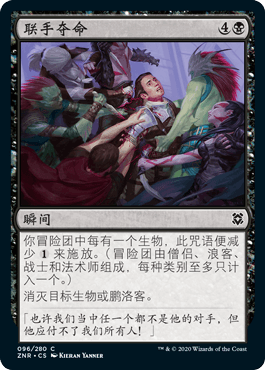 联手夺命 4
瞬间
你冒险团中每有一个生物，此咒语便减
少 1 来施放。（冒险团由僧侣、浪客、
战士和法术师组成，每种类别至多只计
入一个。）
消灭目标生物或鹏洛客。
「也许我们当中任一个都不是他的对手，但
他应付不了我们所有人！」
096/280 C
ZNR • CS KIERAN YANNER
™ & © 2020 Wizards of the Coast